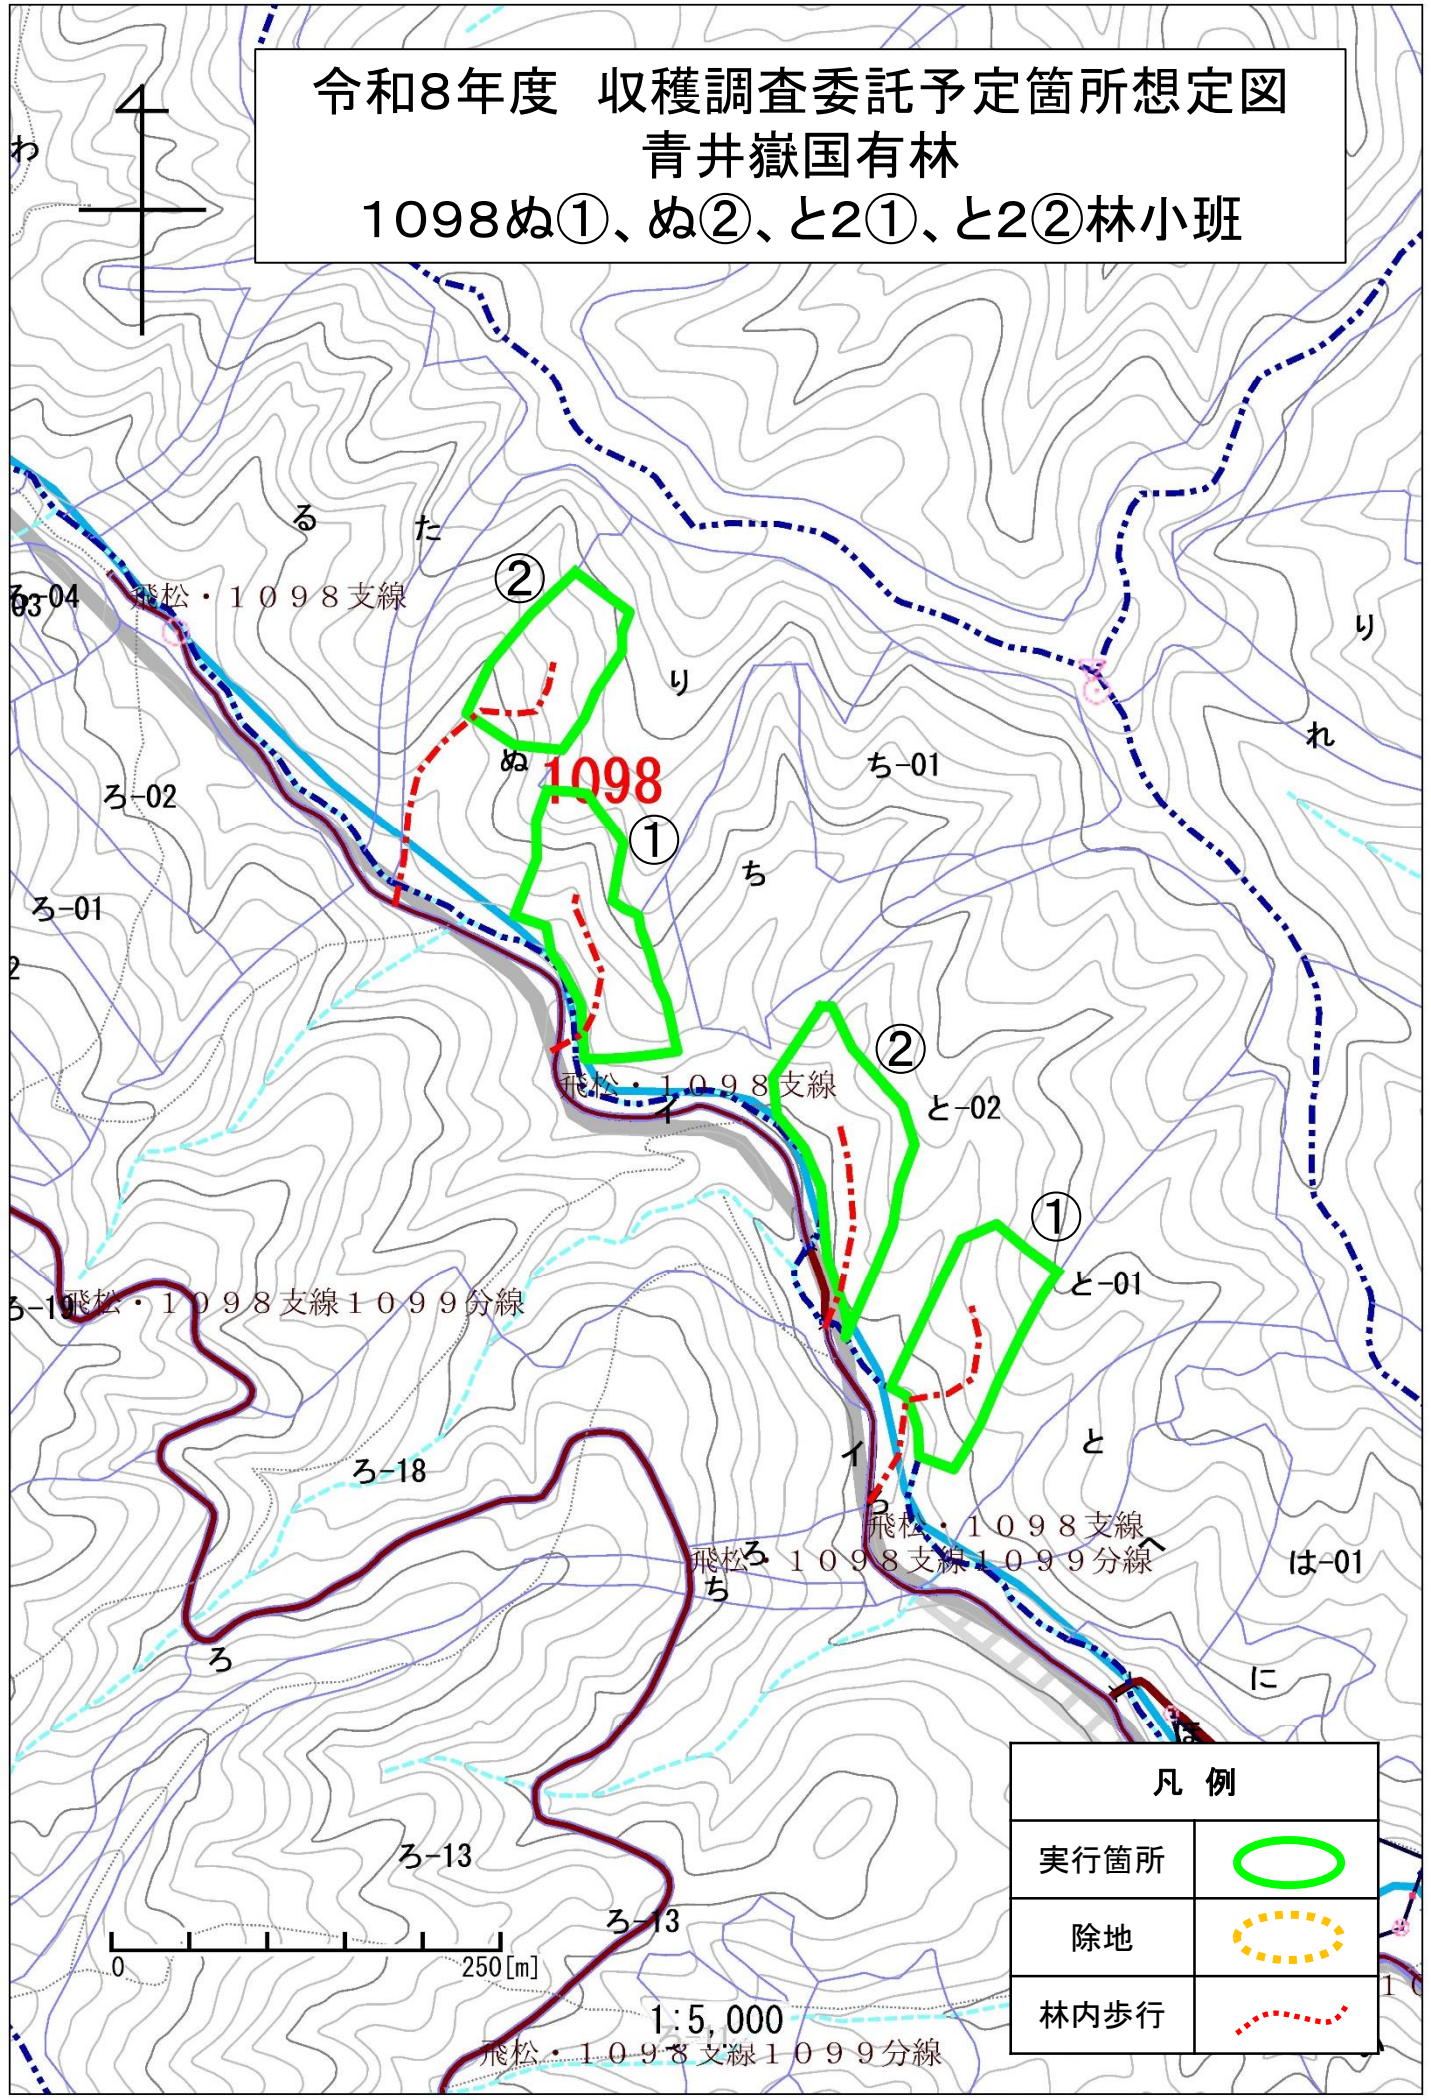 令和８年度　収穫調査委託予定箇所想定図
青井嶽国有林
１０９８ぬ①、ぬ②、と２①、と２②林小班
わ
る
た
②
ろ-04
03
飛松・１０９８支線
り
り
れ
ぬ
1098
ち-01
ろ-02
①
ち
ろ-01
2
②
飛松・１０９８支線
イ
と-02
①
と-01
ろ-19
飛松・１０９８支線１０９９分線
イ
と
ろ-18
飛松・１０９８支線
ろ
へ
飛松・１０９８支線１０９９分線
は-01
ち
ろ
に
ほ
凡 例
実行箇所
除地
林内歩行
ろ-13
ろ-13
0
250[m]
1:5,000
飛松・１０９８支線１０９９分線